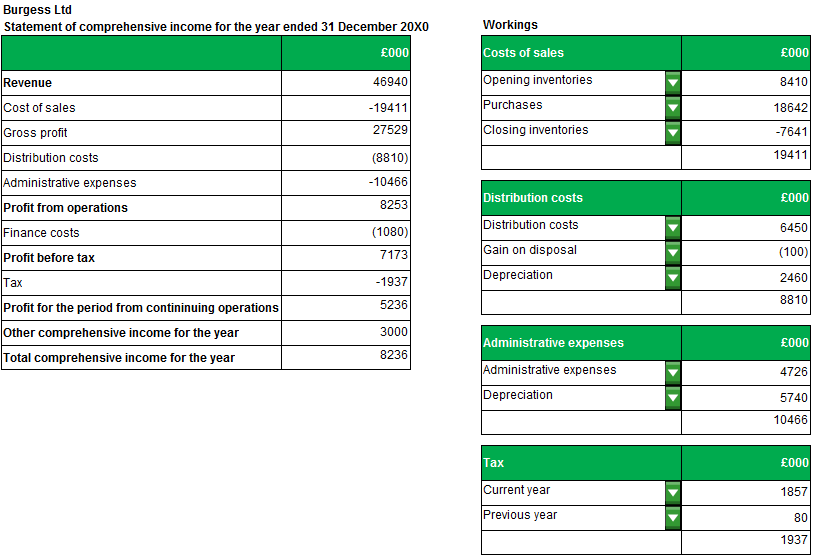 Burgess Ltd
Statement of comprehensive income for the year ended 31 December 20X0
£000
Revenue 46940
Cost of sales -19411
Gross profit 27529
Distribution costs (8810)
Administrative expenses -10466
Profit from operations 8253
Finance costs (1080)
Profit before tax 7173
Tax -1937
Profit for the period from contininuing operations 5236
Other comprehensive income for the year 3000
Total comprehensive income for the year 8236
Workings
Costs of sales £000
Opening inventories 8410
Purchases 18642
Closing inventories -7641
19411
Distribution costs £000
Distribution costs 6450
Gain on disposal (100)
Depreciation 2460
8810
Administrative expenses £000
Administrative expenses 4726
Depreciation 5740
10466
Tax £000
Current year 1857
Previous year 80
1937